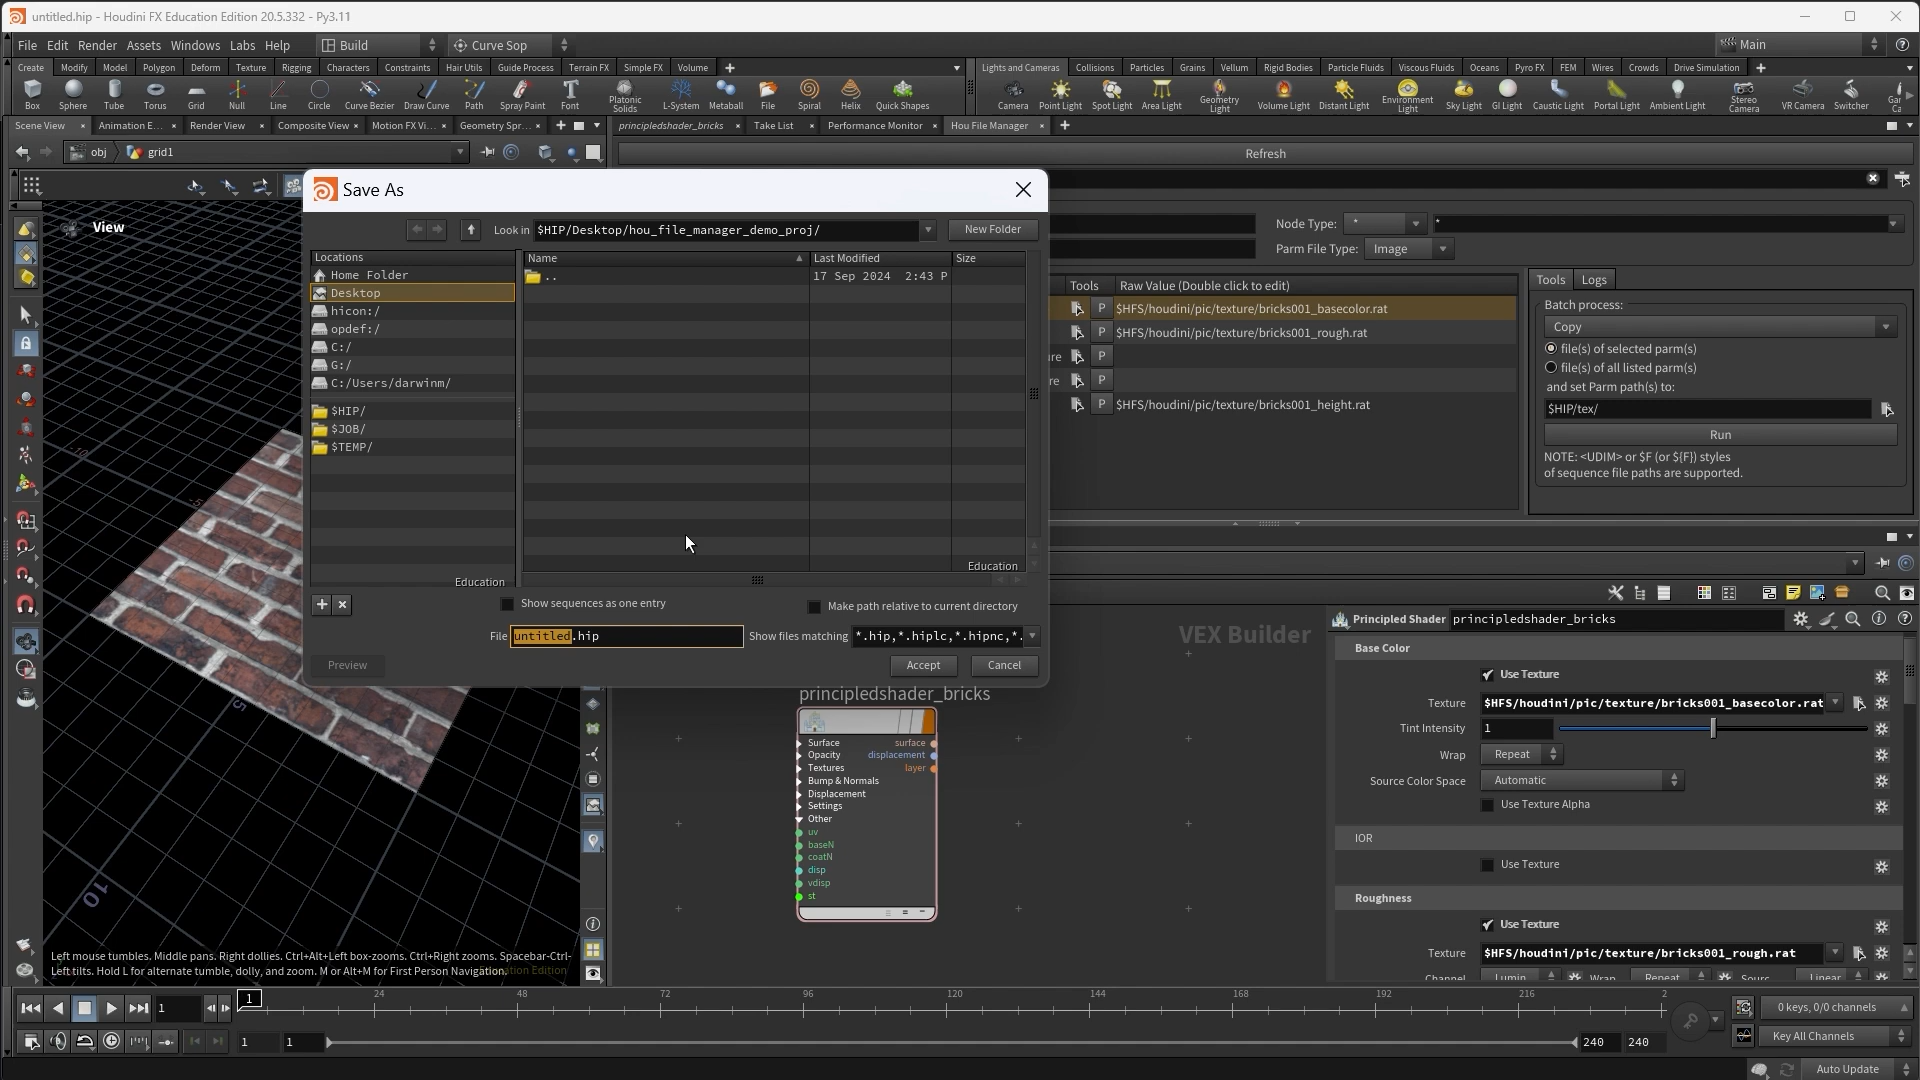 untitled.hip - Houdini FX Education Edition 20.5.332 - Py3.11
File Edit Render Assets Windows Labs Help Build Curve Sop Main
Create Modify Model Polygon Deform Texture Rigging Characters Constraints Hair Utils Guide Process Terrain FX Simple FX Volume
Lights and Cameras Collisions Particles Grains Vellum Rigid Bodies Particle Fluids Viscous Fluids Oceans Pyro FX FEM Wires Crowds Drive Simulation
Box Sphere Tube Torus Grid Null Line Circle Curve Bezier Draw Curve Path Spray Paint Font Platonic Solids L-System Metaball File Spiral Helix Quick Shapes
Camera Point Light Spot Light Area Light Geometry Light Volume Light Distant Light Environment Light Sky Light GI Light Caustic Light Portal Light Ambient Light Stereo Camera VR Camera Switcher Gar Ca
Scene View Animation E... Render View Composite View Motion FX Vi... Geometry Spr...
principledshader_bricks Take List Performance Monitor Hou File Manager
obj grid1
Refresh
View
Save As
Look in $HIP/Desktop/hou_file_manager_demo_proj/ New Folder
Locations
Home Folder
Desktop
hicon:/
opdef:/
C:/
G:/
C:/Users/darwinm/
$HIP/
$JOB/
$TEMP/
Education
Name Last Modified Size
.. 17 Sep 2024 2:43 P
Education
Show sequences as one entry Make path relative to current directory
File untitled.hip Show files matching *.hip,*.hiplc,*.hipnc,*.
Preview Accept Cancel
Node Type: * *
Parm File Type: Image
Tools Raw Value (Double click to edit)
P $HFS/houdini/pic/texture/bricks001_basecolor.rat
P $HFS/houdini/pic/texture/bricks001_rough.rat
ure P
re P
P $HFS/houdini/pic/texture/bricks001_height.rat
Tools Logs
Batch process:
Copy
file(s) of selected parm(s)
file(s) of all listed parm(s)
and set Parm path(s) to:
$HIP/tex/
Run
NOTE: <UDIM> or $F (or ${F}) styles
of sequence file paths are supported.
VEX Builder
principledshader_bricks
Surface surface
Opacity displacement
Textures layer
Bump & Normals
Displacement
Settings
Other
uv
baseN
coatN
disp
vdisp
st
Principled Shader principledshader_bricks
Base Color
Use Texture
Texture $HFS/houdini/pic/texture/bricks001_basecolor.rat
Tint Intensity 1
Wrap Repeat
Source Color Space Automatic
Use Texture Alpha
IOR
Use Texture
Roughness
Use Texture
Texture $HFS/houdini/pic/texture/bricks001_rough.rat
Channel Lumin Wrap Repeat Sourc Linear
-10
-5
5
10
Left mouse tumbles. Middle pans. Right dollies. Ctrl+Alt+Left box-zooms. Ctrl+Right zooms. Spacebar-Ctrl-
Left tilts. Hold L for alternate tumble, dolly, and zoom. M or Alt+M for First Person Navigation.
1 1 24 48 72 96 120 144 168 192 216 2
0 keys, 0/0 channels
1 1 240 240 Key All Channels
Auto Update